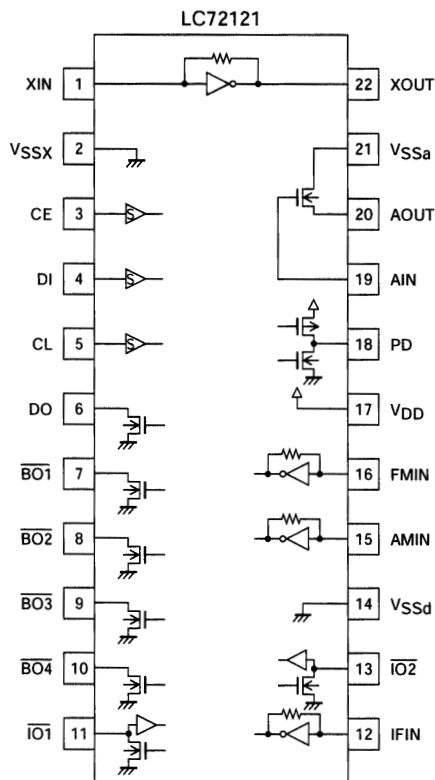 LC72121
XIN 1 22 XOUT
VSSX 2 21 VSSa
CE 3 S 20 AOUT
DI 4 S 19 AIN
CL 5 S 18 PD
DO 6 17 VDD
BO1 7 16 FMIN
BO2 8 15 AMIN
BO3 9 14 VSSd
BO4 10 13 IO2
IO1 11 12 IFIN